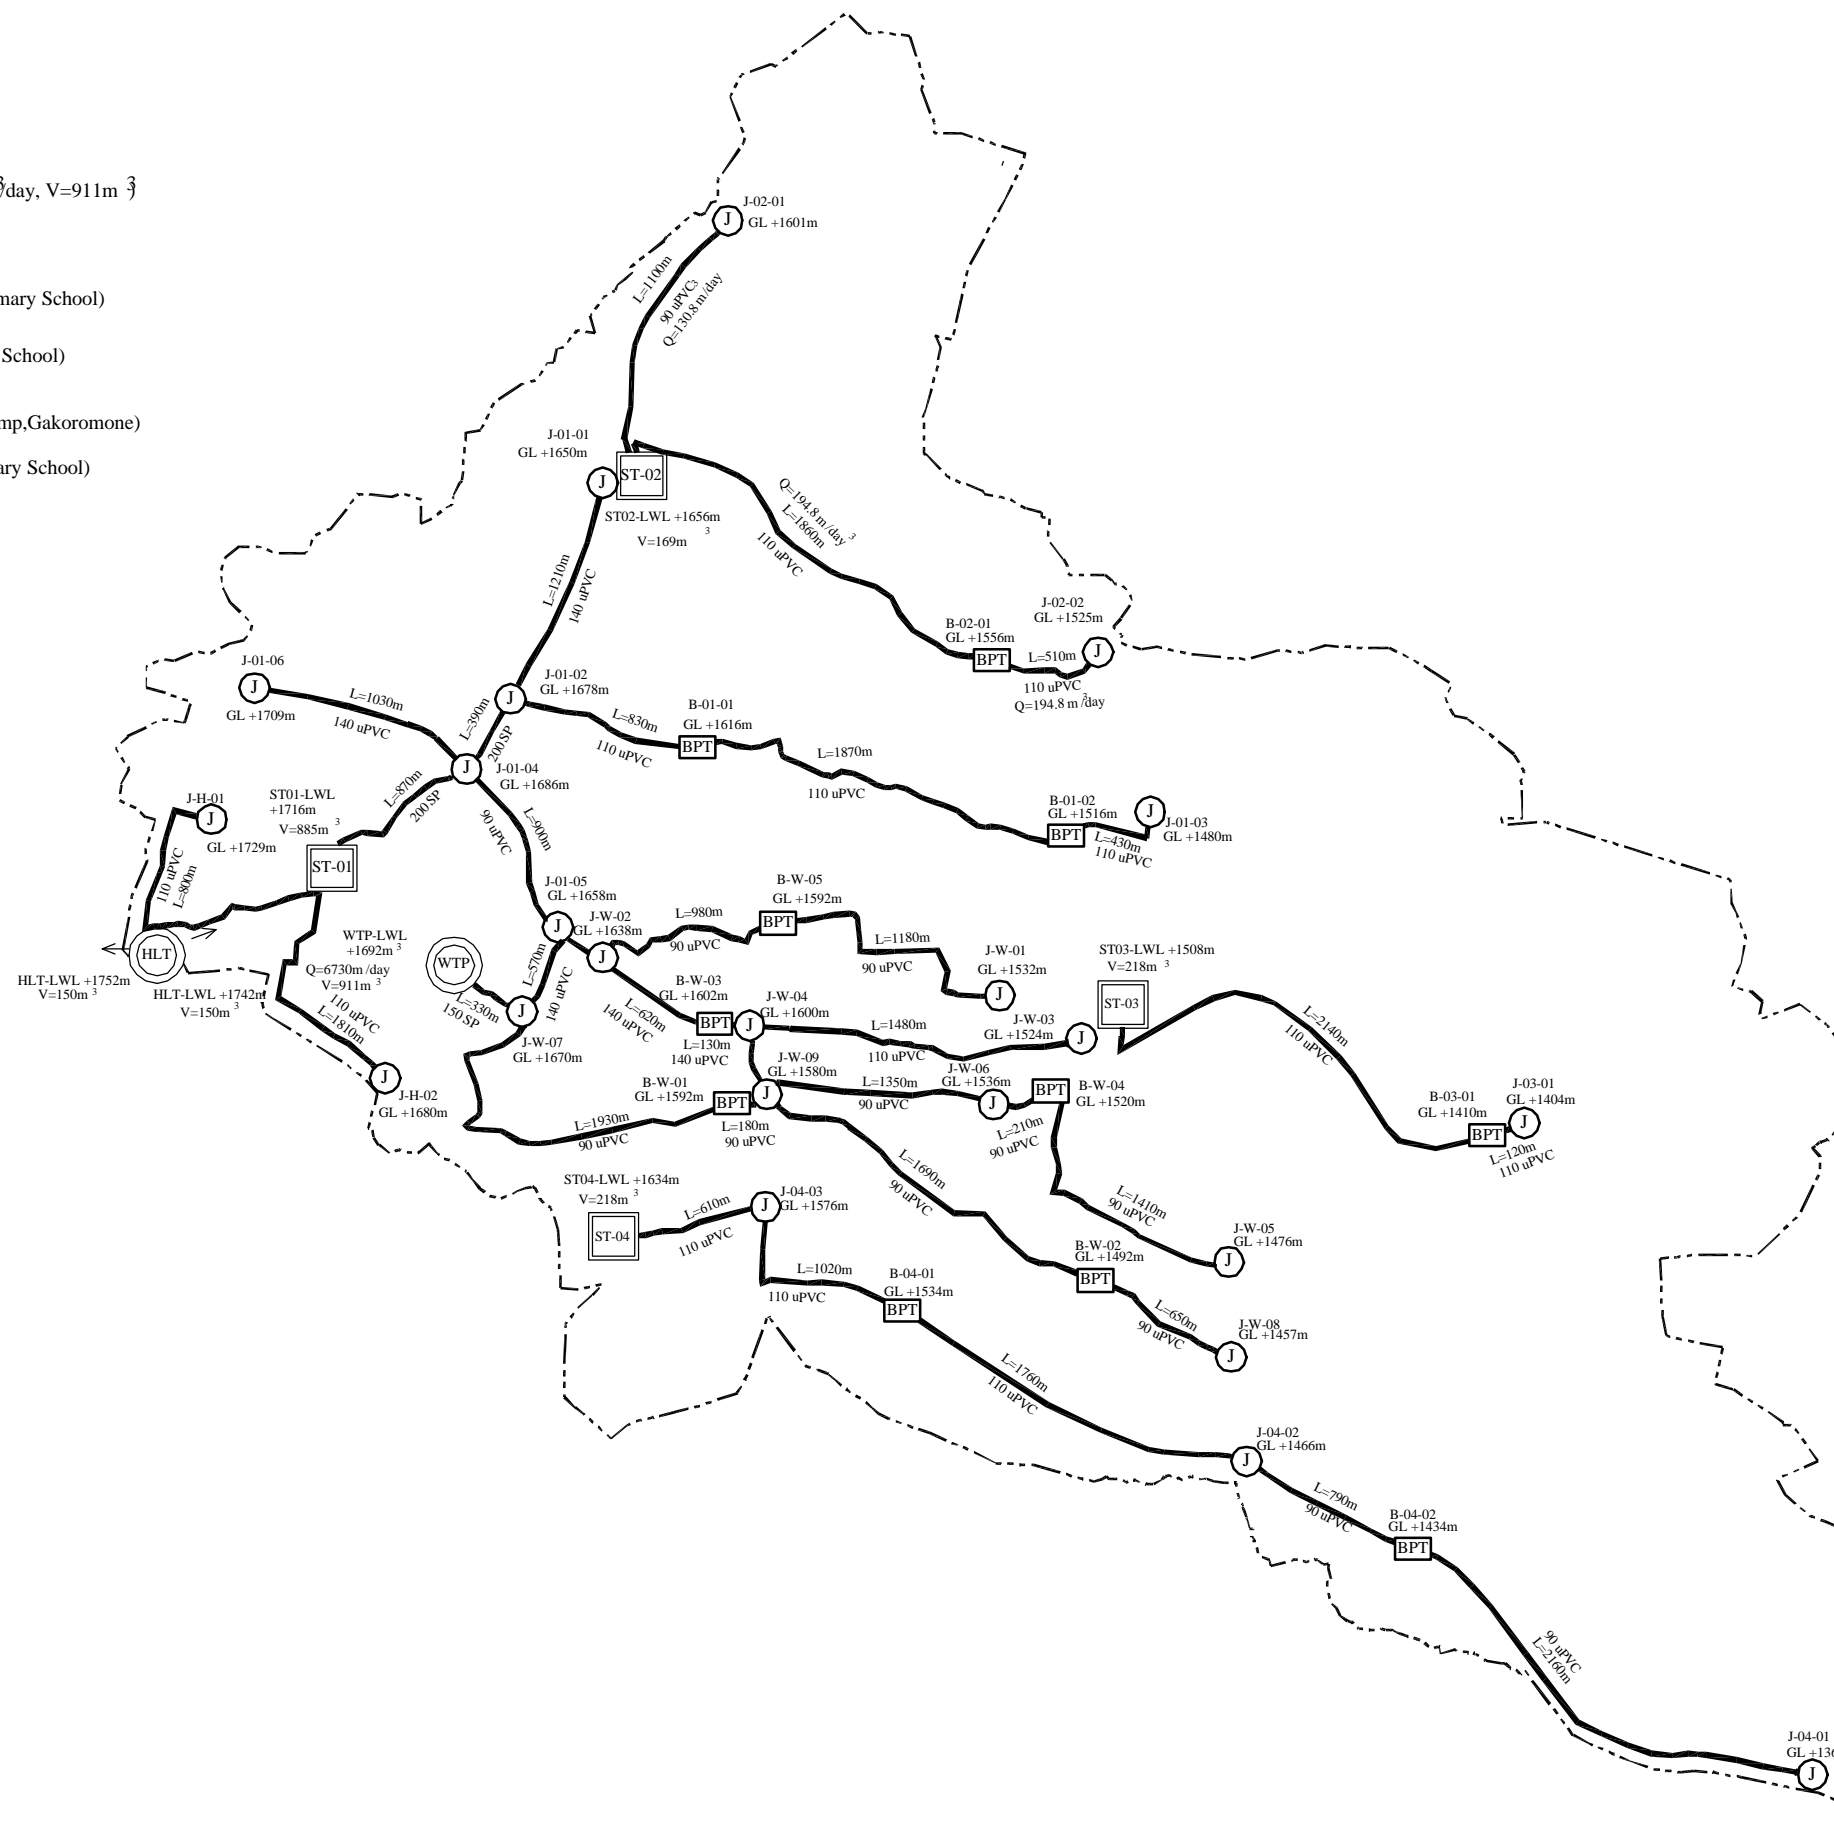 /day, V=911m 3)
mary School)
School)
mp,Gakoromone)
ary School)
J-02-01
J
GL +1601m
L=1100m
90 uPVC
Q=130.8 m3/day
J-01-01
GL +1650m
J
ST-02
ST02-LWL +1656m
V=169m 3
Q=194.8 m3/day
L=1860m
110 uPVC
L=1210m
140 uPVC
B-02-01
GL +1556m
BPT
J-02-02
GL +1525m
J
L=510m
110 uPVC
Q=194.8 m3/day
J-01-06
J
GL +1709m
L=1030m
140 uPVC
J-01-02
GL +1678m
J
L=390m
200 SP
L=830m
110 uPVC
B-01-01
GL +1616m
BPT
L=1870m
110 uPVC
J-01-04
GL +1686m
J
L=870m
200 SP
B-01-02
GL +1516m
BPT
J
J-01-03
GL +1480m
L=430m
110 uPVC
J-H-01
J
GL +1729m
110 uPVC
L=800m
ST01-LWL
+1716m
V=885m 3
ST-01
90 uPVC
L=900m
J-01-05
GL +1658m
J
J-W-02
GL +1638m
J
L=980m
90 uPVC
B-W-05
GL +1592m
BPT
L=1180m
90 uPVC
J-W-01
GL +1532m
J
HLT
HLT-LWL +1752m
V=150m 3
HLT-LWL +1742m
V=150m 3
WTP-LWL
+1692m
Q=6730m3/day
V=911m 3
WTP
L=330m
150 SP
L=570m
140 uPVC
J
J-W-07
GL +1670m
110 uPVC
L=1810m
J
J-H-02
GL +1680m
L=620m
140 uPVC
B-W-03
GL +1602m
BPT
L=130m
140 uPVC
J-W-04
GL +1600m
J
L=1480m
110 uPVC
J-W-03
GL +1524m
J
ST03-LWL +1508m
V=218m 3
ST-03
L=2140m
110 uPVC
B-03-01
GL +1410m
BPT
J-03-01
GL +1404m
J
L=120m
110 uPVC
L=1930m
90 uPVC
B-W-01
GL +1592m
BPT
L=180m
90 uPVC
J-W-09
GL +1580m
J
L=1350m
90 uPVC
J-W-06
GL +1536m
J
L=210m
90 uPVC
BPT
B-W-04
GL +1520m
L=1410m
90 uPVC
J-W-05
GL +1476m
J
L=1690m
90 uPVC
B-W-02
GL +1492m
BPT
L=650m
90 uPVC
J-W-08
GL +1457m
J
ST04-LWL +1634m
V=218m 3
ST-04
L=610m
110 uPVC
J-04-03
GL +1576m
J
L=1020m
110 uPVC
B-04-01
GL +1534m
BPT
L=1760m
110 uPVC
J-04-02
GL +1466m
J
L=790m
90 uPVC
B-04-02
GL +1434m
BPT
90 uPVC
L=2160m
J-04-01
GL +136
J